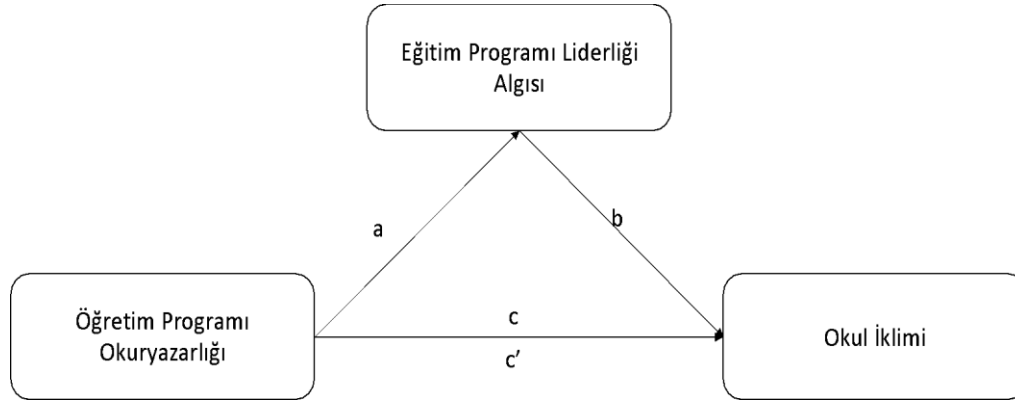 Eğitim Programı Liderliği
Algısı
a
b
Öğretim Programı
Okuryazarlığı
c
c'
Okul İklimi